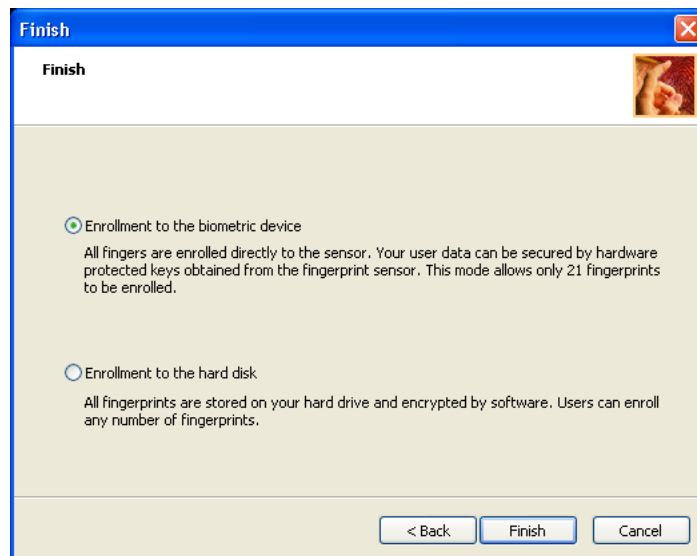 Finish
Finish
Enrollment to the biometric device
All fingers are enrolled directly to the sensor. Your user data can be secured by hardware
protected keys obtained from the fingerprint sensor. This mode allows only 21 fingerprints
to be enrolled.
Enrollment to the hard disk
All fingerprints are stored on your hard drive and encrypted by software. Users can enroll
any number of fingerprints.
< Back Finish Cancel